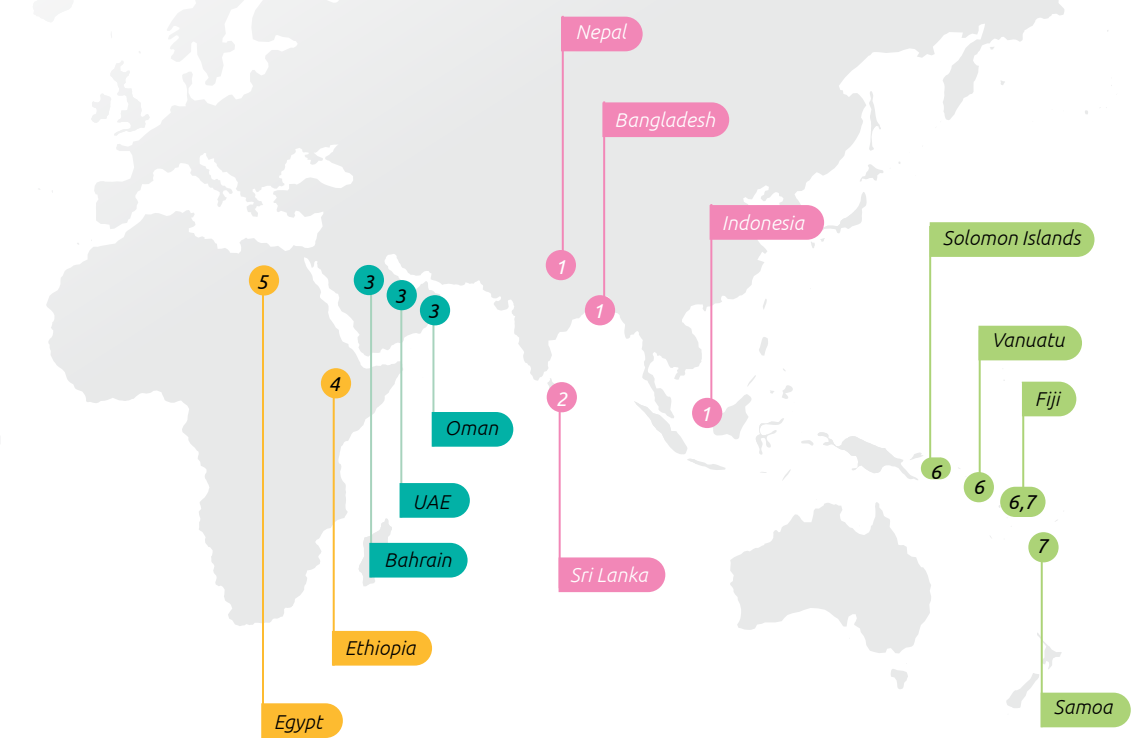 Nepal
Bangladesh
Indonesia
Solomon Islands
1
5
3
3
3
1
Vanuatu
4
2
Fiji
1
Oman
6
6
UAE
6,7
7
Bahrain
Sri Lanka
Ethiopia
Samoa
Egypt